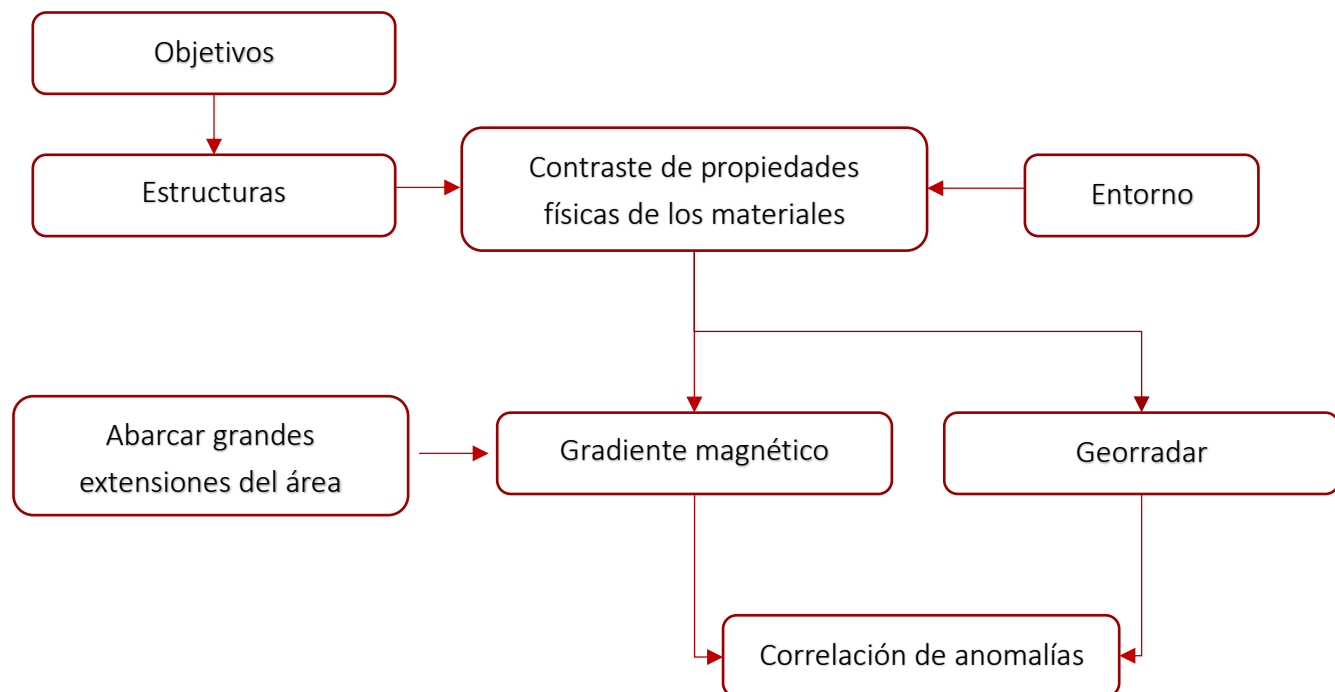 Objetivos
Estructuras
Contraste de propiedades
físicas de los materiales
Entorno
Abarcar grandes
extensiones del área
Gradiente magnético
Georradar
Correlación de anomalías